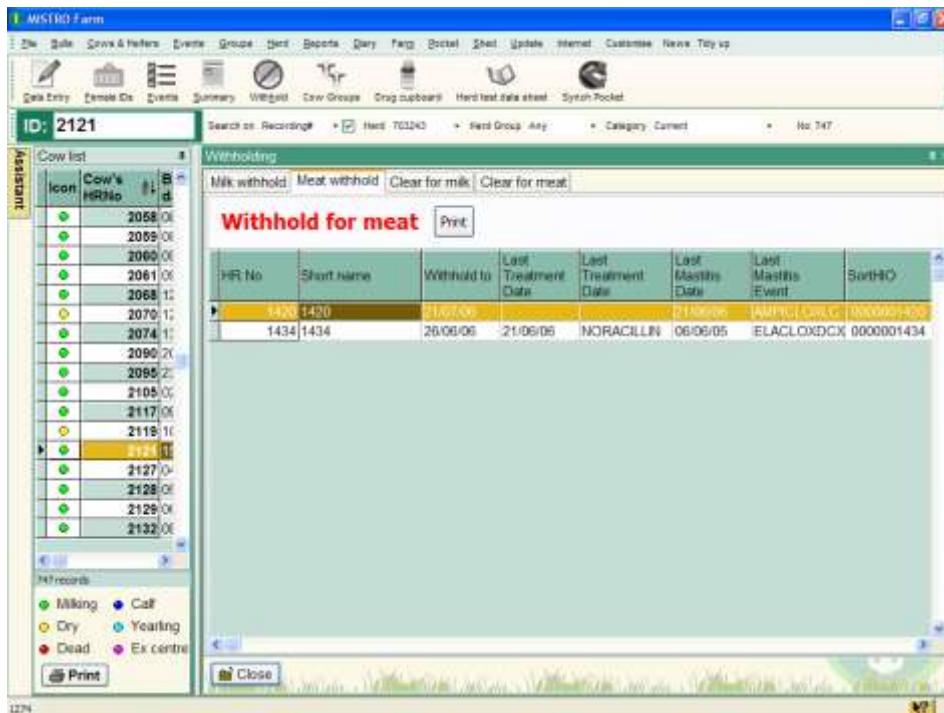 MISTRO Farm
File Bulls Cows & Heifers Events Groups Herd Reports Diary Farm Pocket Shed Update Internet Customise News Tidy up
Data Entry Female IDs Events Summary Withhold Cow Groups Drug cupboard Herd test data sheet Synch Pocket
ID: 2121 Search on Recording# Herd 703243 Herd Group Any Category Current No: 747
Assistant
Cow list
Icon Cow's HRNo
2058
2059
2060
2061
2068
2070
2074
2090
2095
2105
2117
2119
2121
2127
2128
2129
2132
747 records
Milking Calf
Dry Yearling
Dead Ex centre
Print
Withholding
Milk withhold Meat withhold Clear for milk Clear for meat
Withhold for meat Print
HR No Short name Withhold to Last Treatment Date Last Treatment Date Last Mastitis Date Last Mastitis Event SortHIO
1420 1420 21/07/06 21/06/06 0000001420
1434 1434 26/06/06 21/06/06 NORACILLIN 06/06/05 ELACLOXDCX 0000001434
Close
1274